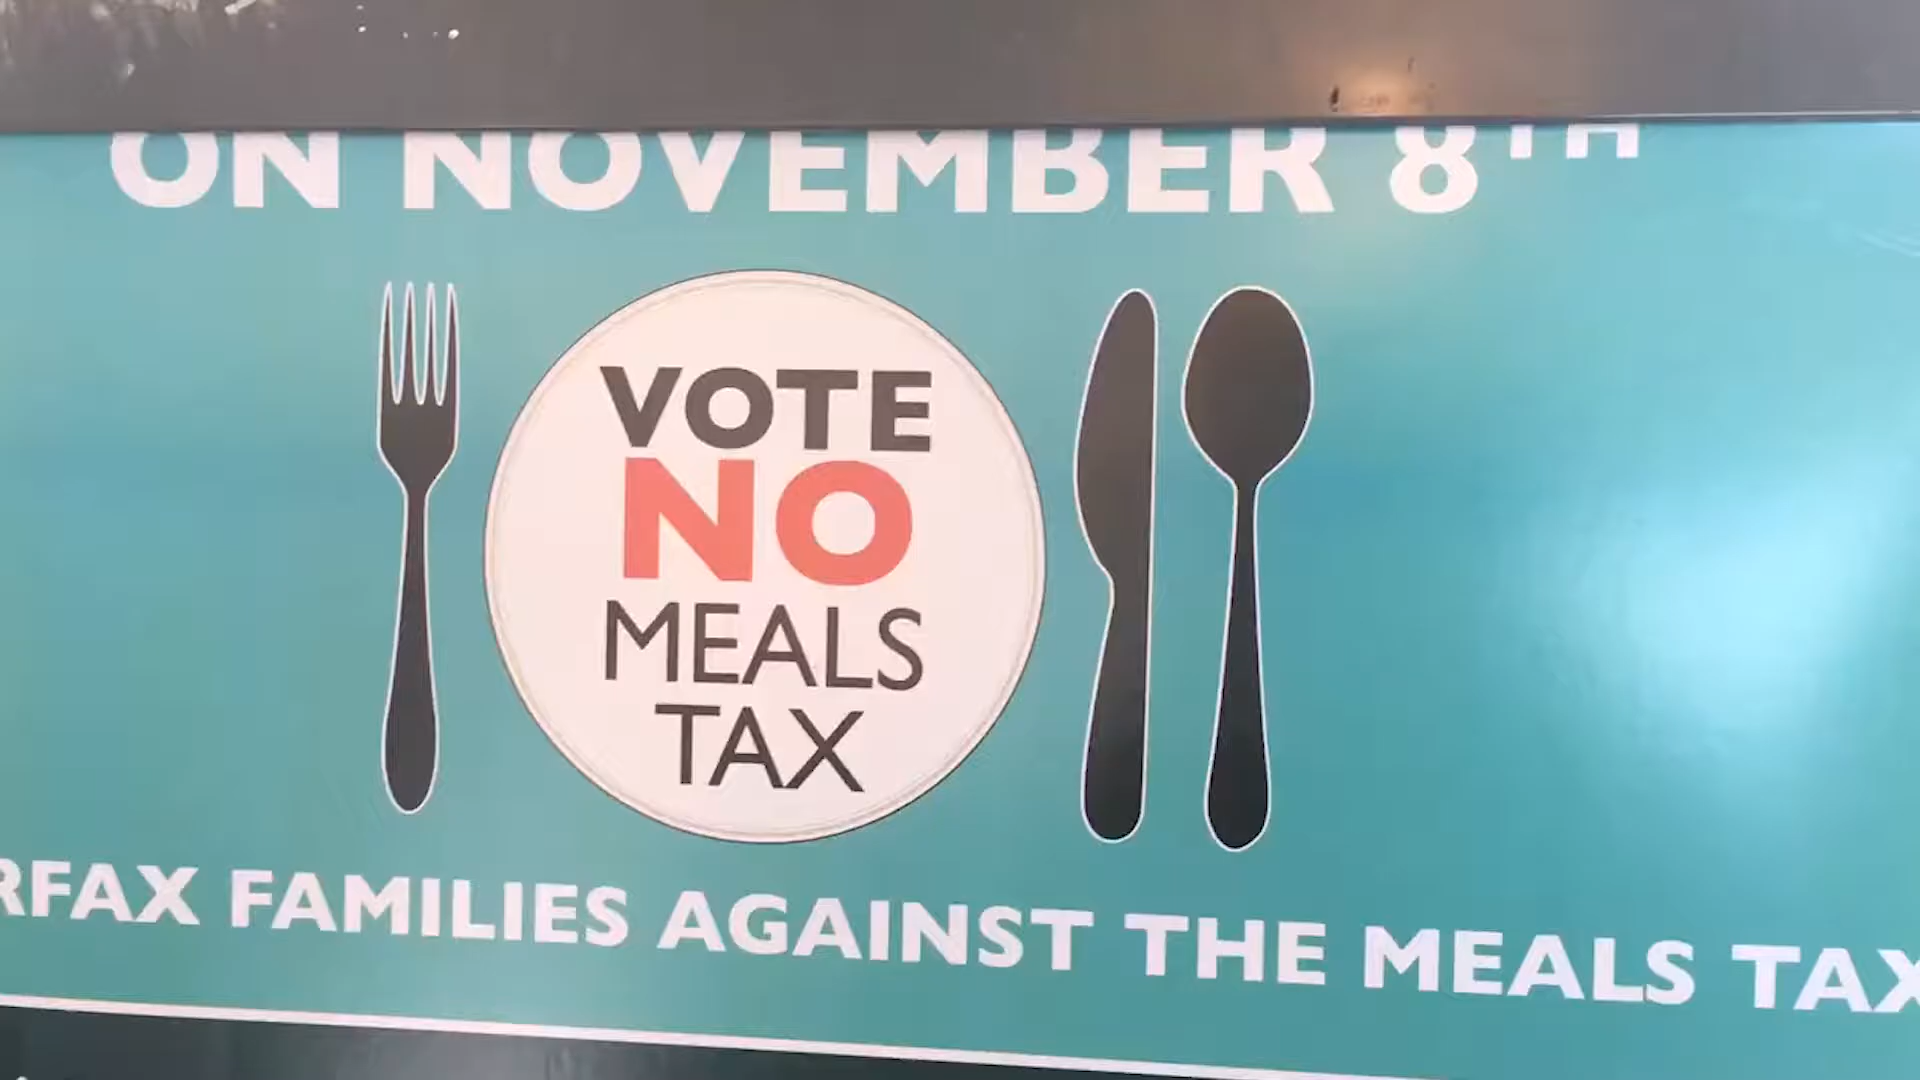 ON NOVEMBER 8TH
VOTE
NO
MEALS
TAX
RFAX FAMILIES AGAINST THE MEALS TAX